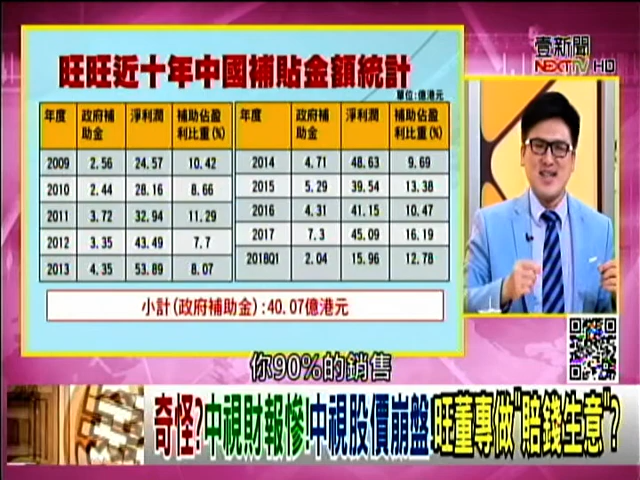 壹新聞
NEXTTV HD
旺旺近十年中國補貼金額統計
單位:億港元
年度 政府補助金 淨利潤 補助佔盈利比重(%)
2009 2.56 24.57 10.42
2010 2.44 28.16 8.66
2011 3.72 32.94 11.29
2012 3.35 43.49 7.7
2013 4.35 53.89 8.07
年度 政府補助金 淨利潤 補助佔盈利比重(%)
2014 4.71 48.63 9.69
2015 5.29 39.54 13.38
2016 4.31 41.15 10.47
2017 7.3 45.09 16.19
2018Q1 2.04 15.96 12.78
小計(政府補助金):40.07億港元
你90%的銷售
奇怪?中視財報慘!中視股價崩盤!旺董專做"賠錢生意"?